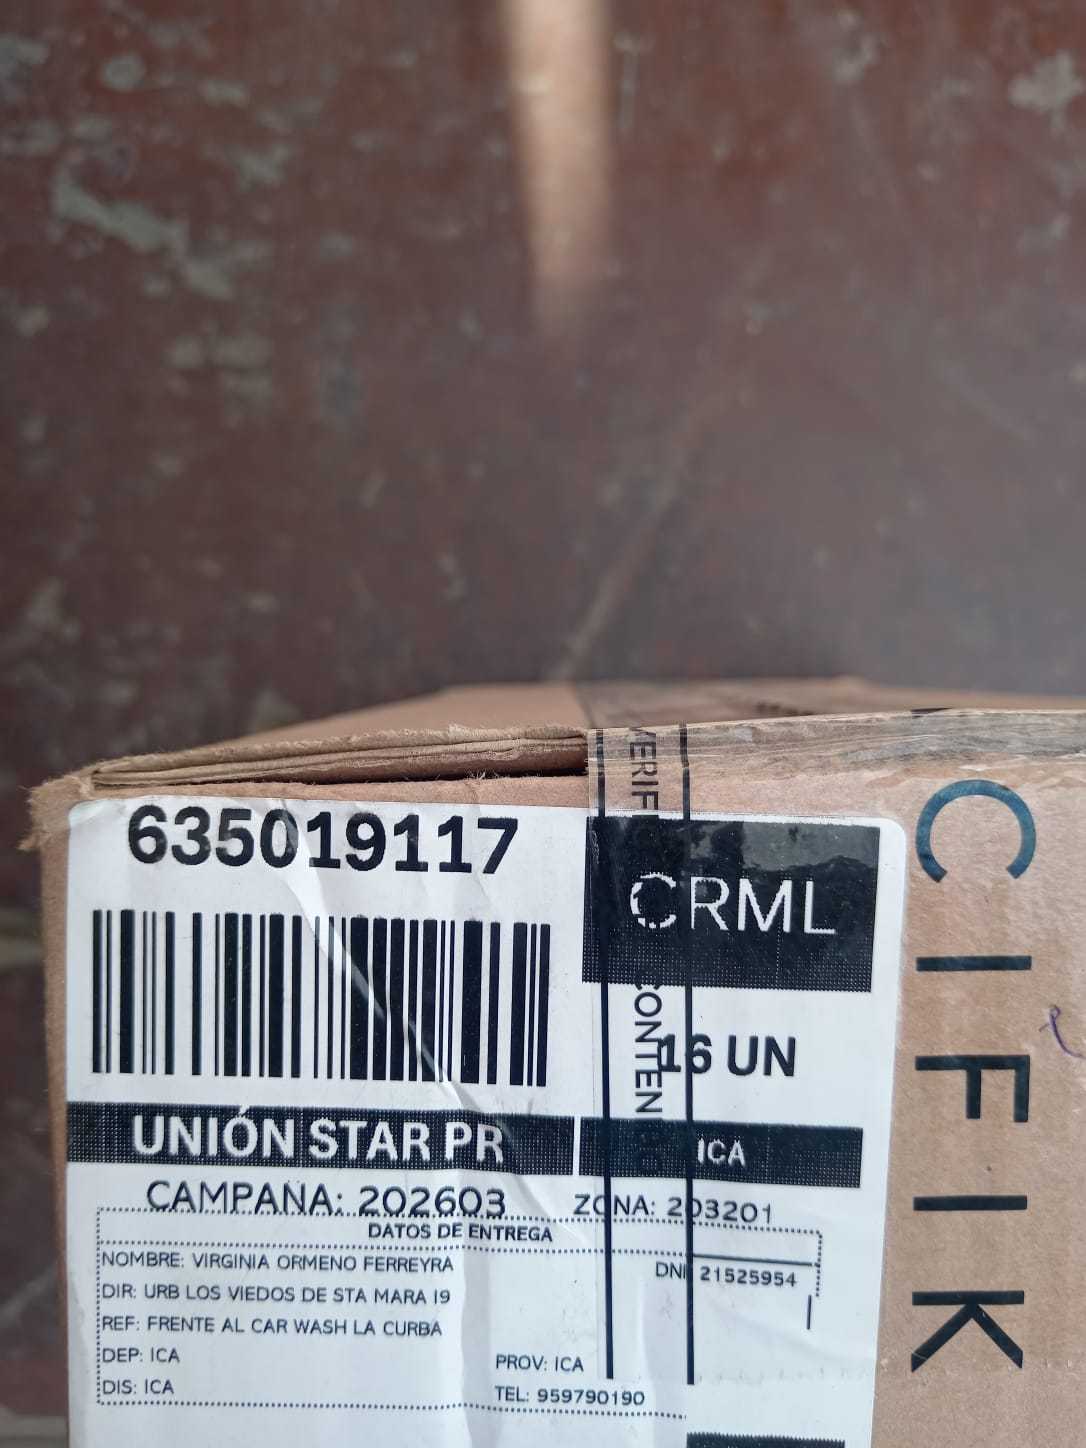 635019117
CRML
16 UN
UNIÓN STAR PR
ICA
CAMPAÑA: 202603
ZONA: 203201
DATOS DE ENTREGA
NOMBRE: VIRGINIA ORMENO FERREYRA
DNI 21525954
DIR: URB LOS VIEDOS DE STA MARA I9
REF: FRENTE AL CAR WASH LA CURBA
DEP: ICA
PROV: ICA
DIS: ICA
TEL: 959790190
CIFIK